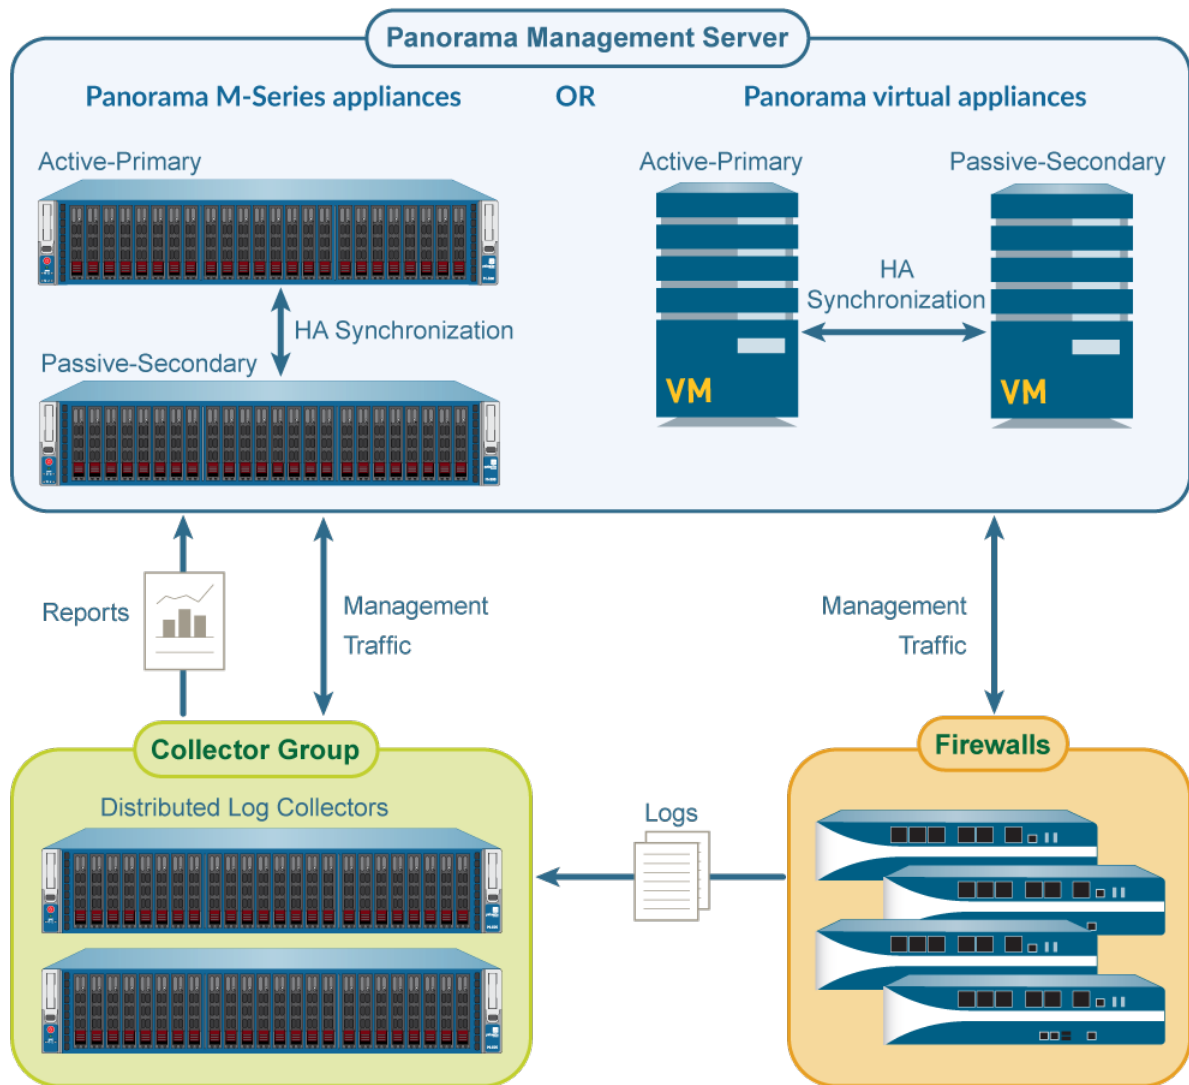 Panorama Management Server
Panorama M-Series appliances
OR
Panorama virtual appliances
Active-Primary
HA Synchronization
Passive-Secondary
Active-Primary
Passive-Secondary
HA
Synchronization
VM
VM
Reports
Management
Traffic
Management
Traffic
Collector Group
Distributed Log Collectors
Logs
Firewalls